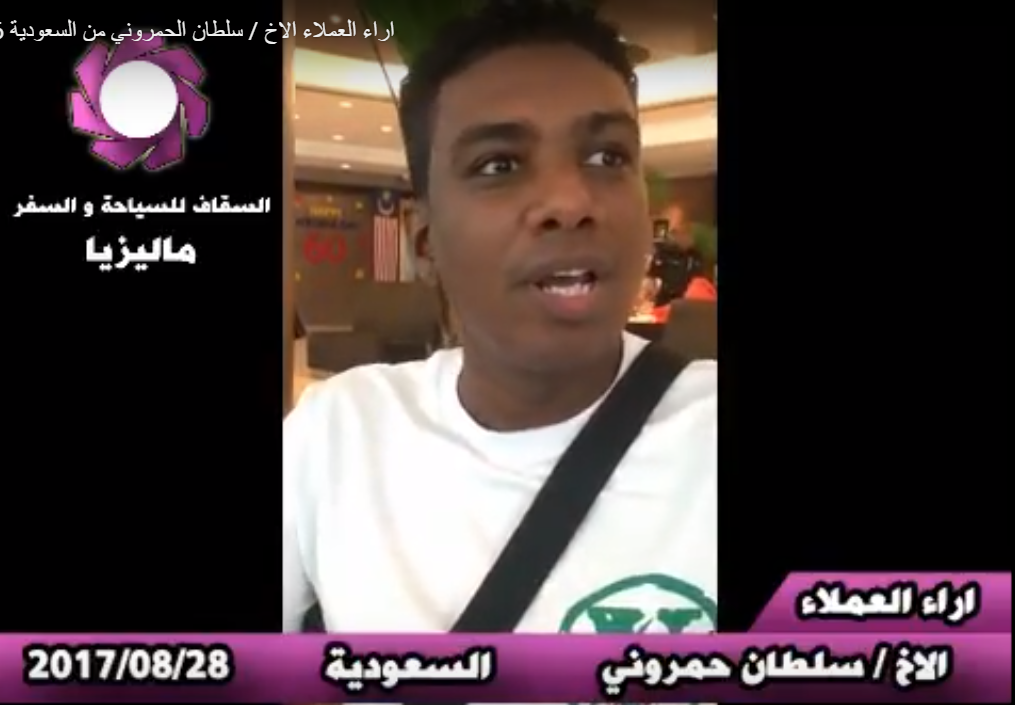 اراء العملاء الاخ / سلطان الحمروني من السعودية
السقاف للسياحة و السفر
ماليزيا
60
اراء العملاء
الاخ / سلطان حمروني
السعودية
2017/08/28